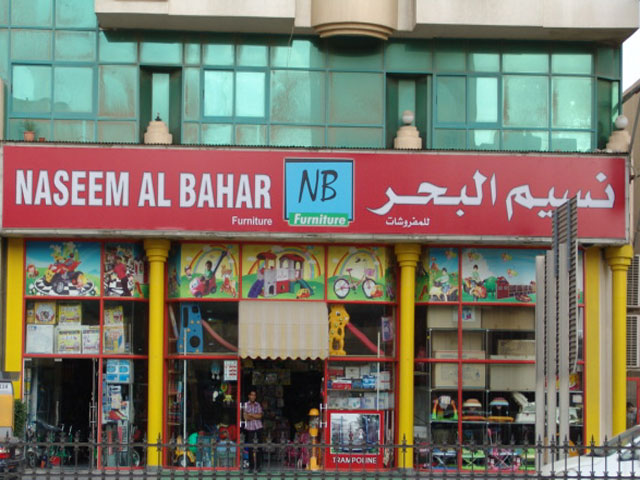 NASEEM AL BAHAR
Furniture
NB
Furniture
نسيم البحر
للمفروشات
TRAMPOLINE